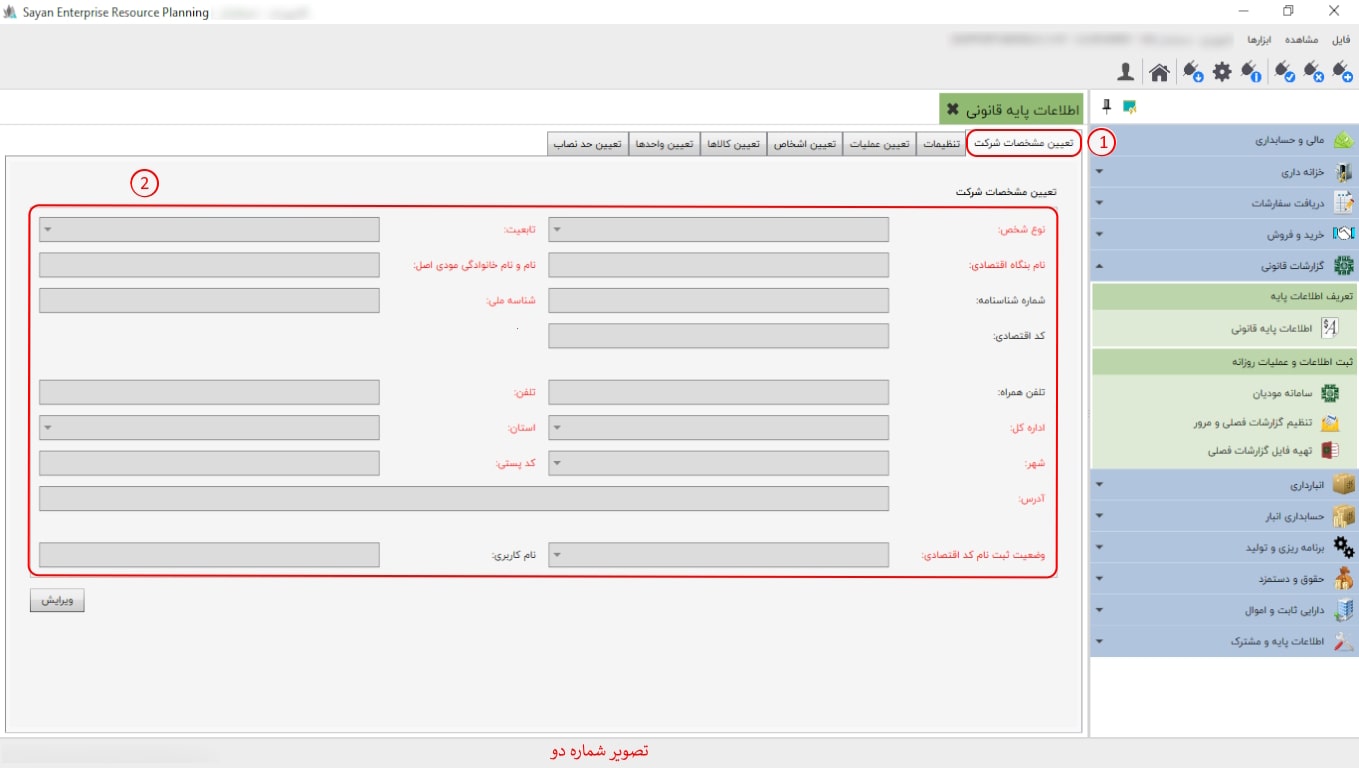 Sayan Enterprise Resource Planning
فایل مشاهده ابزارها
اطلاعات پایه قانونی
تعیین مشخصات شرکت تنظیمات تعیین عملیات تعیین اشخاص تعیین کالاها تعیین واحدها تعیین حد نصاب
1
2
تعیین مشخصات شرکت
نوع شخص: تابعیت:
نام بنگاه اقتصادی: نام و نام خانوادگی مودی اصل:
شماره شناسنامه: شناسه ملی:
کد اقتصادی:
تلفن همراه: تلفن:
اداره کل: استان:
شهر: کد پستی:
آدرس:
وضعیت ثبت نام کد اقتصادی: نام کاربری:
ویرایش
مالی و حسابداری
خزانه داری
دریافت سفارشات
خرید و فروش
گزارشات قانونی
تعریف اطلاعات پایه
اطلاعات پایه قانونی
ثبت اطلاعات و عملیات روزانه
سامانه مودیان
تنظیم گزارشات فصلی و مرور
تهیه فایل گزارشات فصلی
انبارداری
حسابداری انبار
برنامه ریزی و تولید
حقوق و دستمزد
دارایی ثابت و اموال
اطلاعات پایه و مشترک
تصویر شماره دو